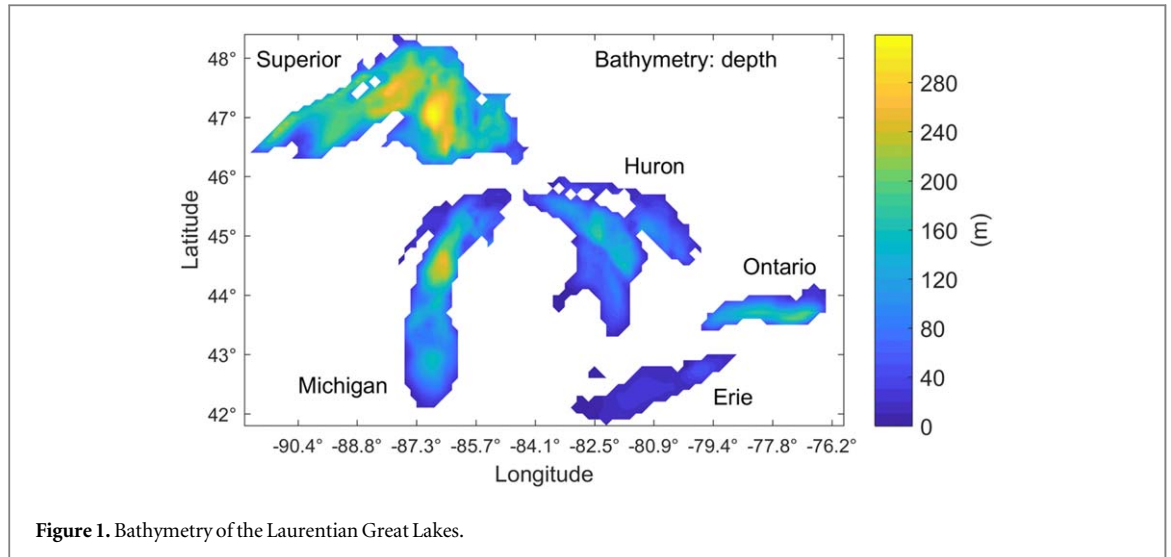 Superior
Bathymetry: depth
Huron
Ontario
Michigan
Erie
48°
47°
46°
45°
44°
43°
42°
Latitude
-90.4° -88.8° -87.3° -85.7° -84.1° -82.5° -80.9° -79.4° -77.8° -76.2°
Longitude
280
240
200
160
120
80
40
0
(m)
Figure 1. Bathymetry of the Laurentian Great Lakes.